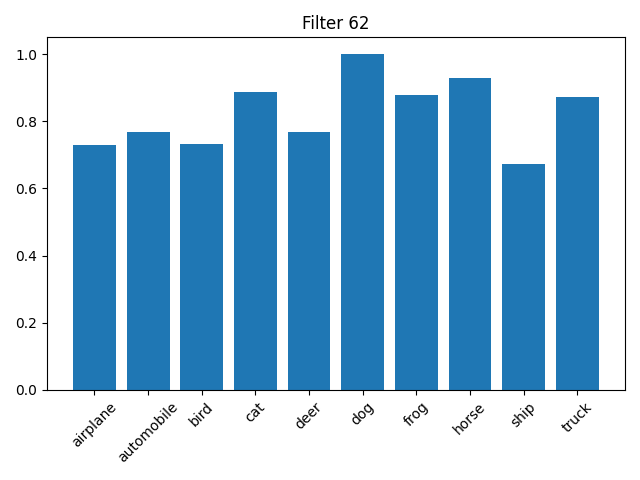 Filter 62
1.0
0.8
0.6
0.4
0.2
0.0
airplane
automobile
bird
cat
deer
dog
frog
horse
ship
truck